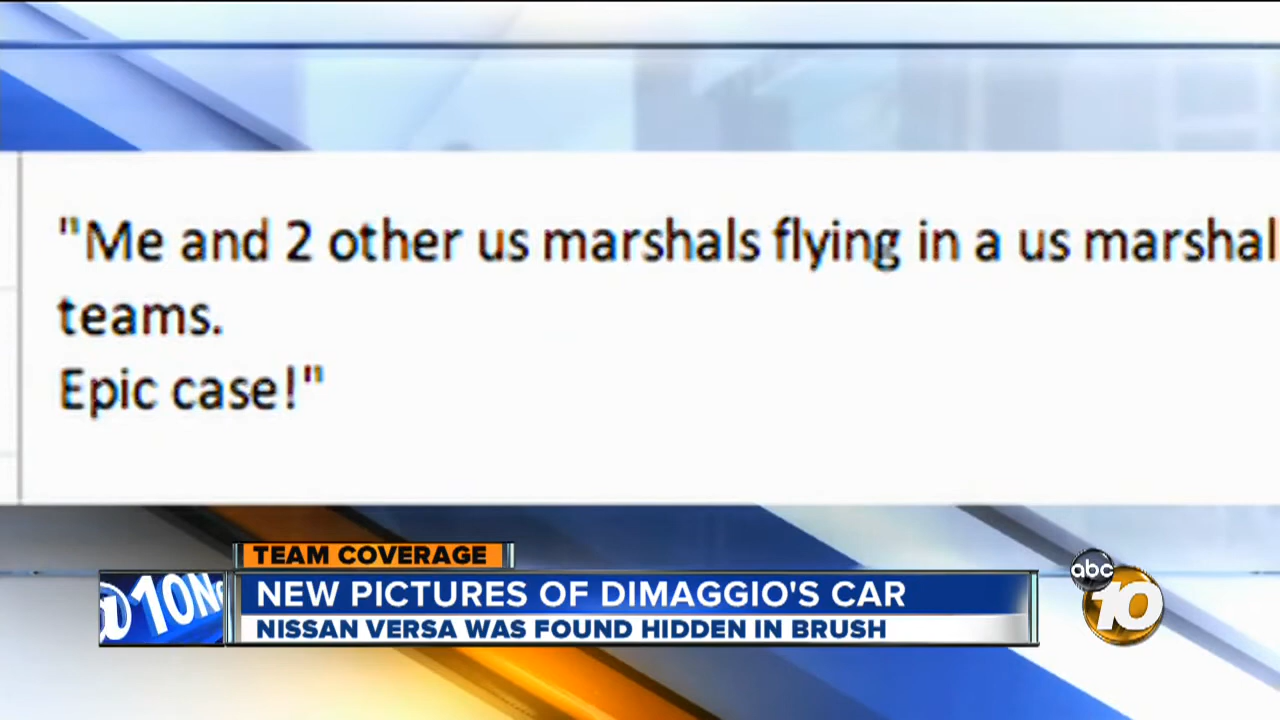 "Me and 2 other us marshals flying in a us marshal
teams.
Epic case!"
TEAM COVERAGE
@10N
NEW PICTURES OF DIMAGGIO'S CAR
NISSAN VERSA WAS FOUND HIDDEN IN BRUSH
abc
10